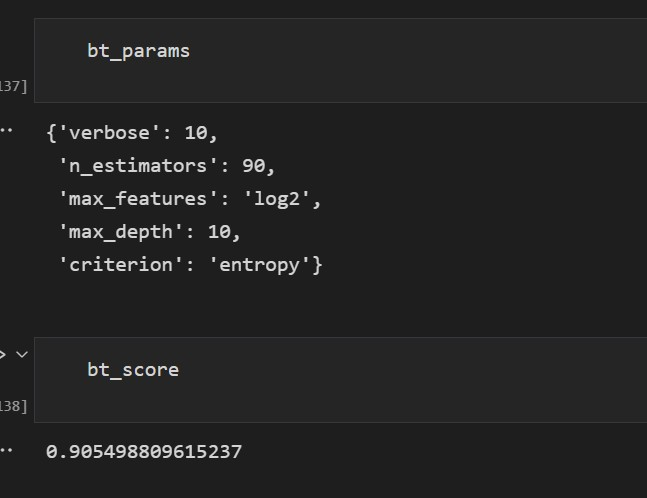 bt_params
137]
{'verbose': 10,
'n_estimators': 90,
'max_features': 'log2',
'max_depth': 10,
'criterion': 'entropy'}
bt_score
138]
0.905498809615237